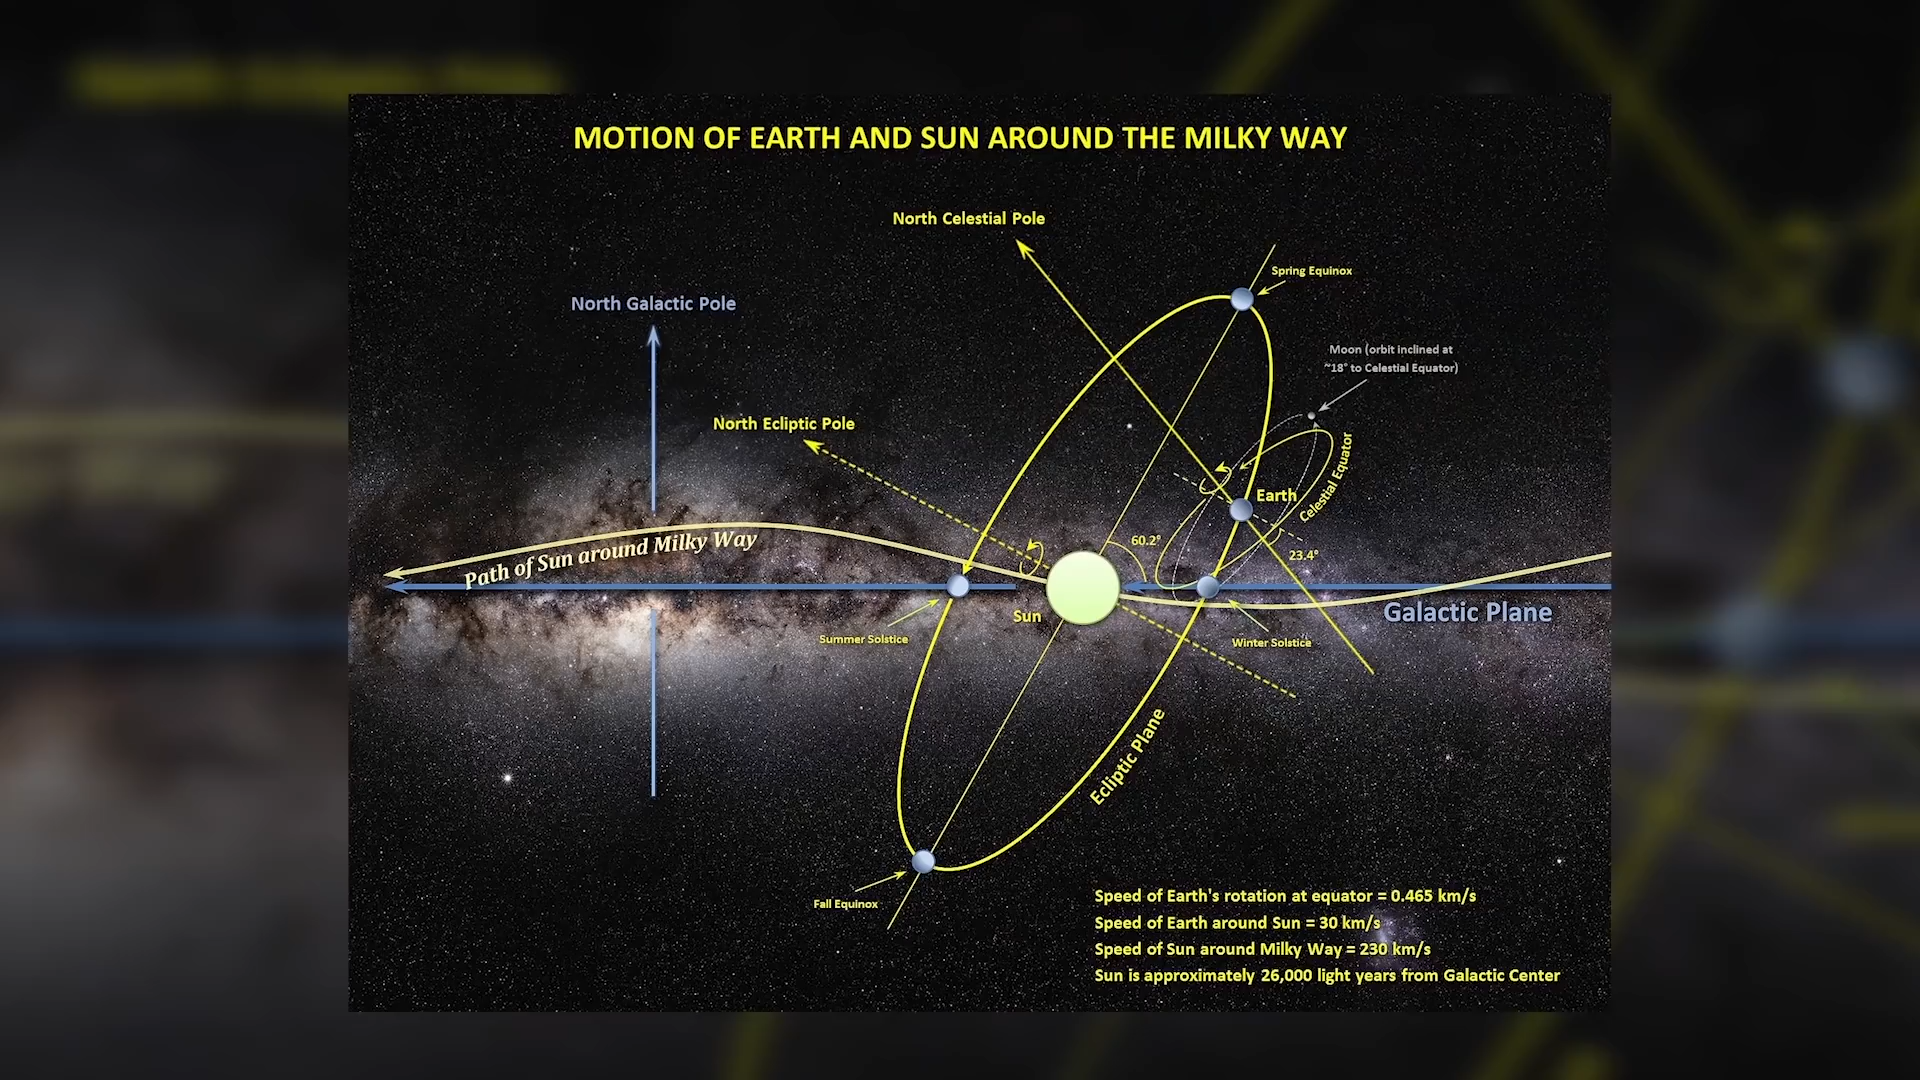 MOTION OF EARTH AND SUN AROUND THE MILKY WAY
North Celestial Pole
Spring Equinox
North Galactic Pole
Moon (orbit inclined at
~18° to Celestial Equator)
North Ecliptic Pole
Celestial Equator
Earth
60.2°
23.4°
Path of Sun around Milky Way
Sun
Galactic Plane
Summer Solstice
Winter Solstice
Ecliptic Plane
Fall Equinox
Speed of Earth's rotation at equator = 0.465 km/s
Speed of Earth around Sun = 30 km/s
Speed of Sun around Milky Way = 230 km/s
Sun is approximately 26,000 light years from Galactic Center